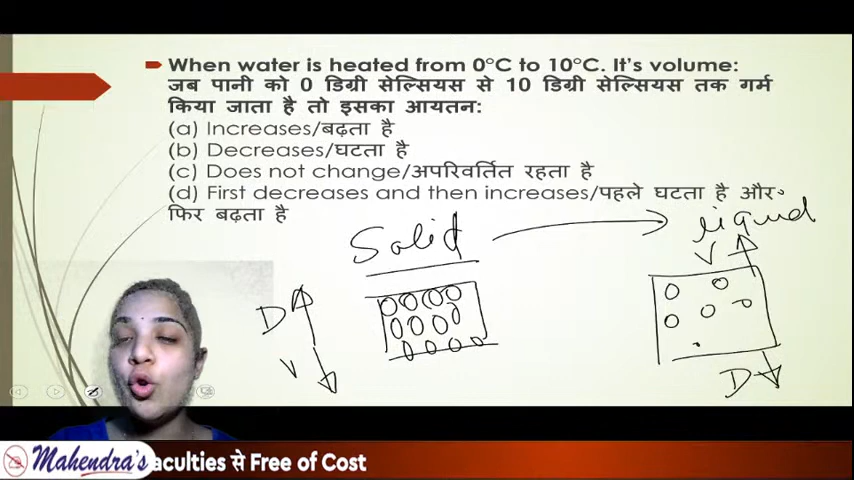 When water is heated from 0°C to 10°C. It's volume:
जब पानी को 0 डिग्री सेल्सियस से 10 डिग्री सेल्सियस तक गर्म
किया जाता है तो इसका आयतन:
(a) Increases/बढ़ता है
(b) Decreases/घटता है
(c) Does not change/अपरिवर्तित रहता है
(d) First decreases and then increases/पहले घटता है और
फिर बढ़ता है
Solid
liquid
V
D
V
D
Mahendra's
aculties से Free of Cost